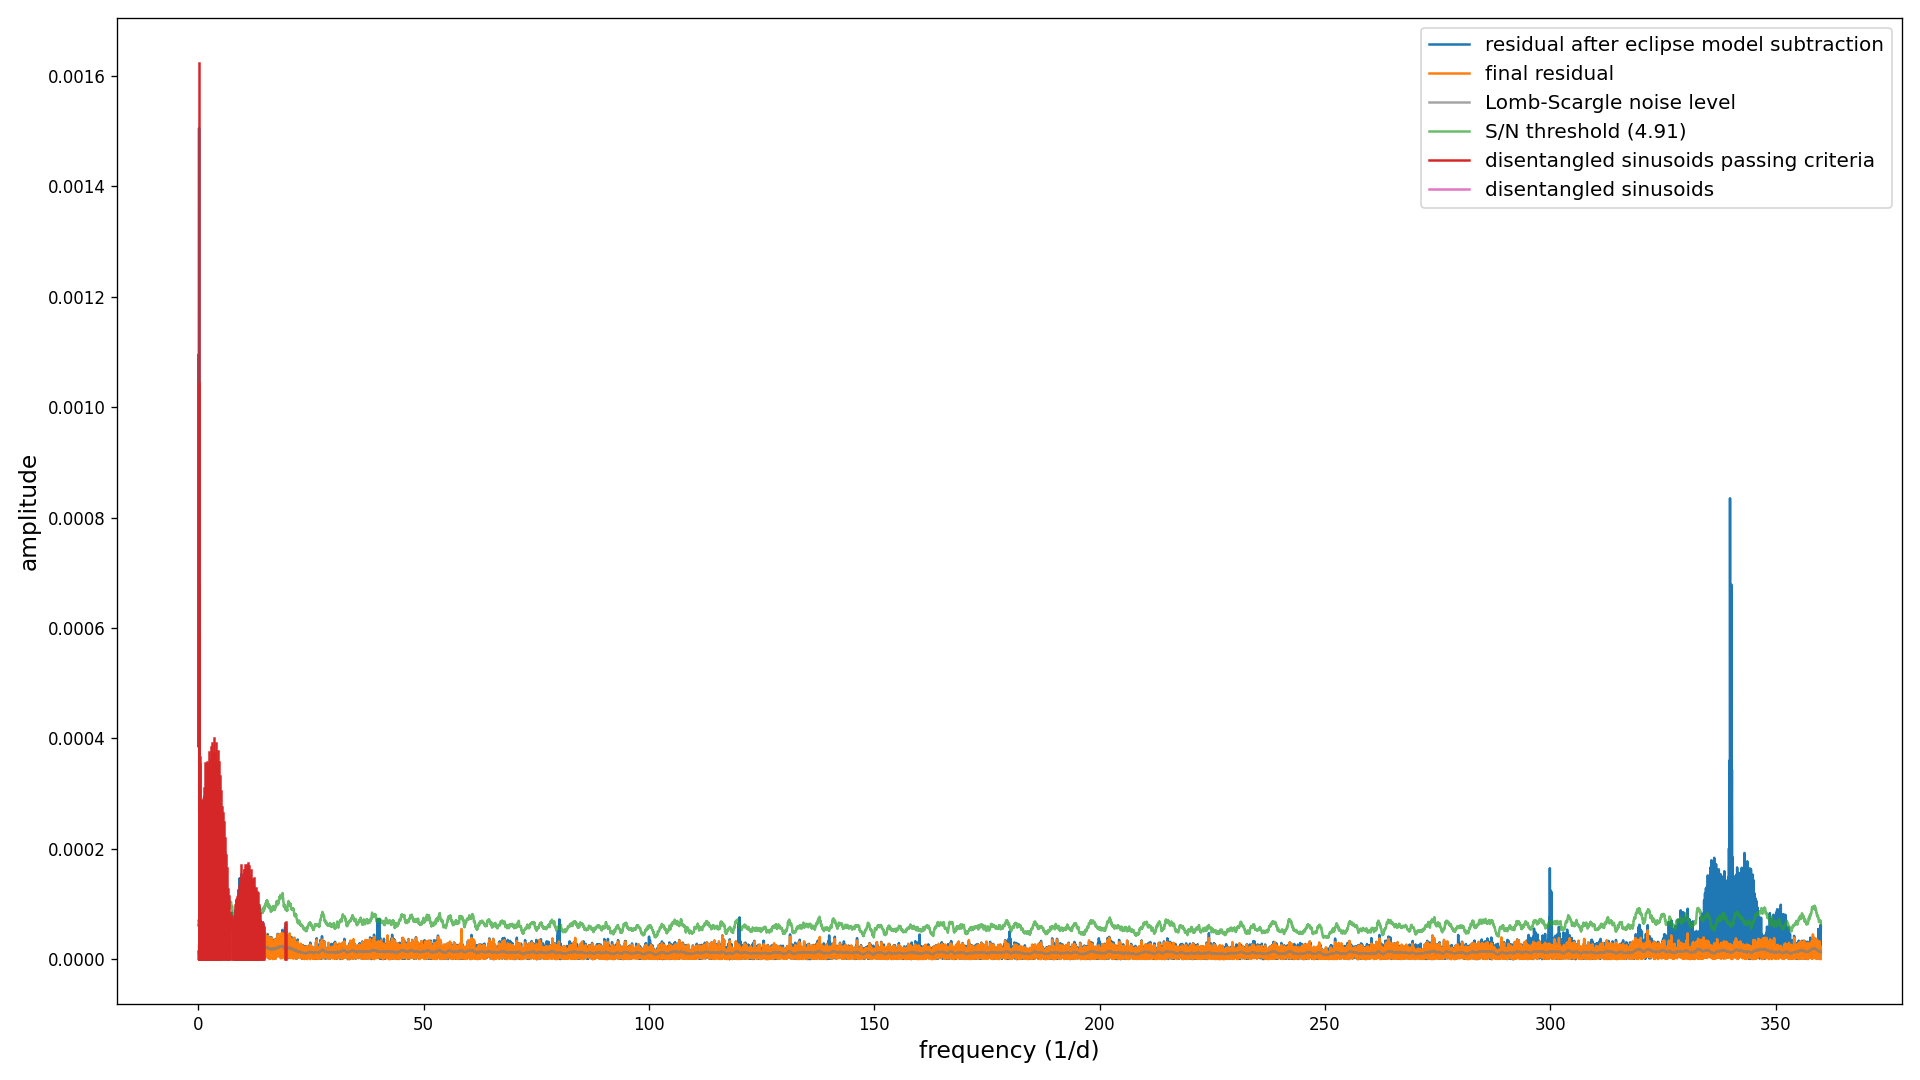 residual after eclipse model subtraction
final residual
Lomb-Scargle noise level
S/N threshold (4.91)
disentangled sinusoids passing criteria
disentangled sinusoids
0.0016
0.0014
0.0012
0.0010
0.0008
0.0006
0.0004
0.0002
0.0000
amplitude
0 50 100 150 200 250 300 350
frequency (1/d)